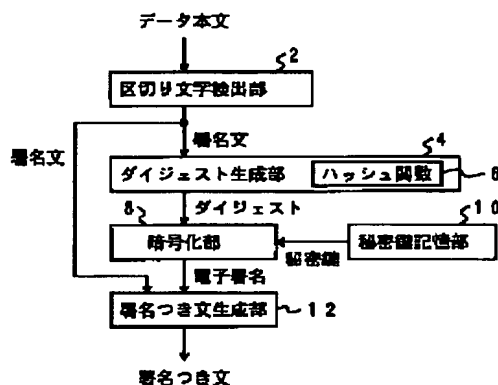 データ本文
2
区切り文字検出部
署名文
署名文
4
ダイジェスト生成部
ハッシュ関数
6
ダイジェスト
8
10
暗号化部
秘密鍵
秘密鍵記憶部
電子署名
署名つき文生成部
12
署名つき文